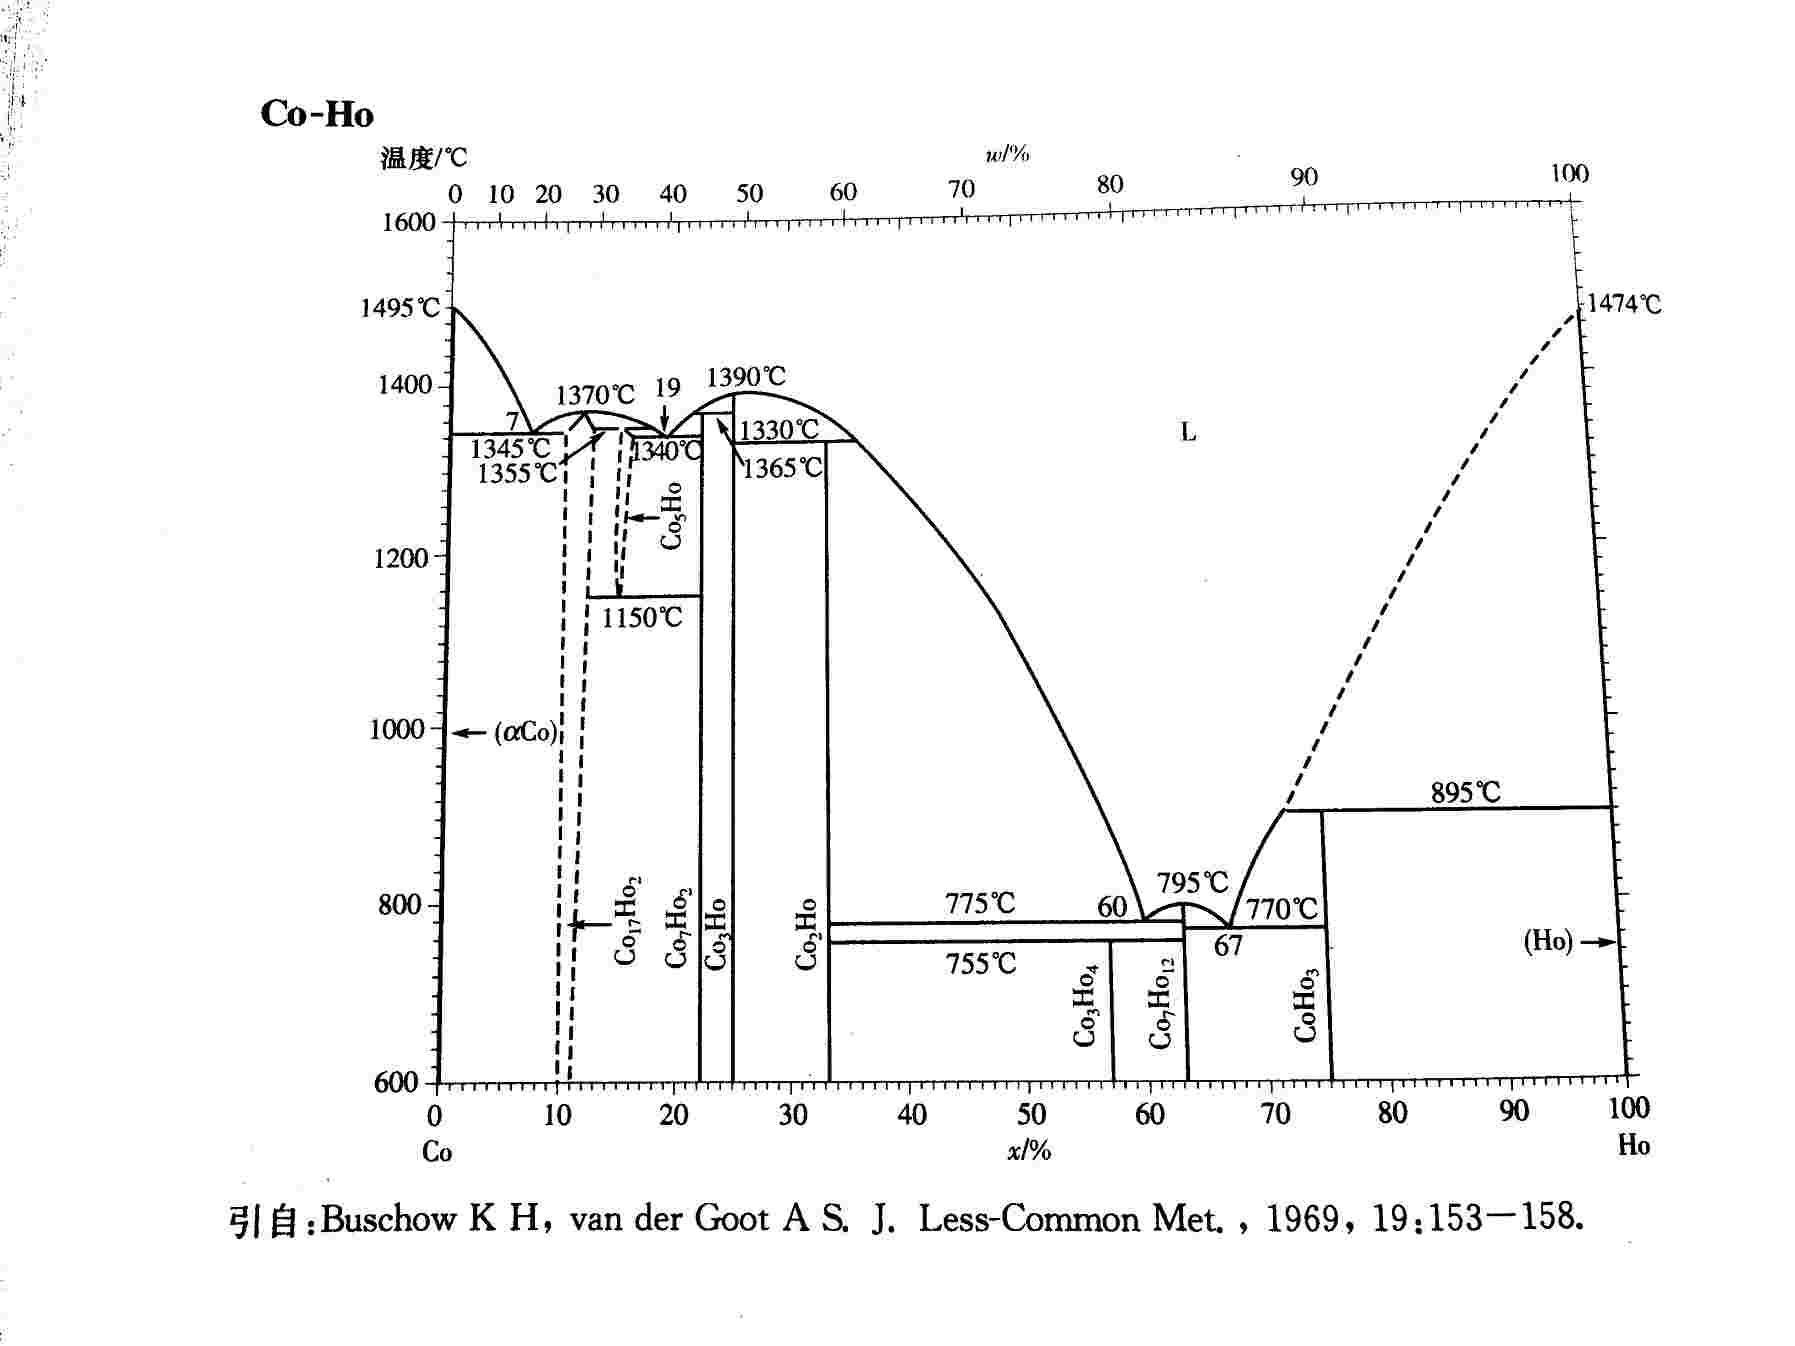 Co-Ho
温度/℃
w/%
0 10 20 30 40 50 60 70 80 90 100
1600
1495℃
1474℃
1400
1370℃ 19 1390℃
7
1330℃
L
1345℃ 1340℃
1355℃ 1365℃
Co₅Ho
1200
1150℃
1000
(αCo)
895℃
800
795℃
775℃ 60 770℃
67
(Ho)
755℃
Co₁₇Ho₂
Co₇Ho₂
Co₃Ho
Co₂Ho
Co₃Ho₄
Co₇Ho₁₂
CoHo₃
600
0 10 20 30 40 50 60 70 80 90 100
Co x/% Ho
引自:Buschow K H, van der Goot A S. J. Less-Common Met., 1969, 19:153—158.